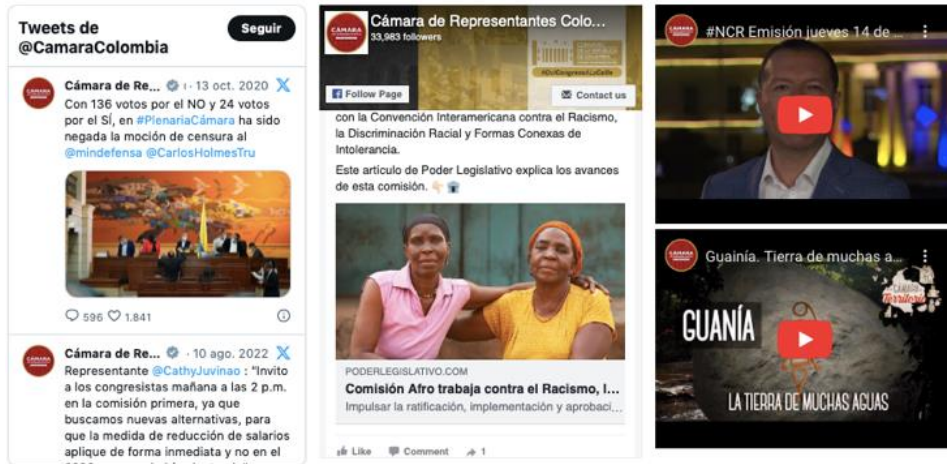 Tweets de
@CamaraColombia
Seguir
Cámara de Re... · 13 oct. 2020
Con 136 votos por el NO y 24 votos
por el SÍ, en #PlenariaCámara ha sido
negada la moción de censura al
@mindefensa @CarlosHolmesTru
596 1.841
Cámara de Re... · 10 ago. 2022
Representante @CathyJuvinao : "Invito
a los congresistas mañana a las 2 p.m.
en la comisión primera, ya que
buscamos nuevas alternativas, para
que la medida de reducción de salarios
aplique de forma inmediata y no en el
Cámara de Representantes Colo...
33,983 followers
Follow Page
Contact us
con la Convención Interamericana contra el Racismo,
la Discriminación Racial y Formas Conexas de
Intolerancia.
Este artículo de Poder Legislativo explica los avances
de esta comisión.
PODERLEGISLATIVO.COM
Comisión Afro trabaja contra el Racismo, l...
Impulsar la ratificación, implementación y aprobaci...
Like Comment 1
#NCR Emisión jueves 14 de ...
Guainía. Tierra de muchas a...
GUANÍA
LA TIERRA DE MUCHAS AGUAS